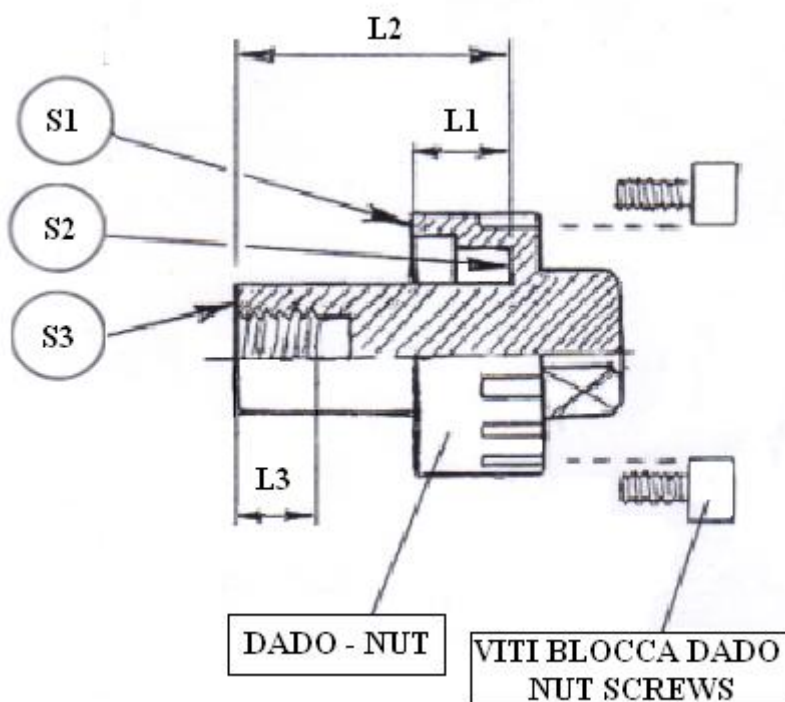 L2
S1
L1
S2
S3
L3
DADO - NUT
VITI BLOCCA DADO
NUT SCREWS